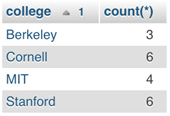 college 1 count(*)
Berkeley 3
Cornell 6
MIT 4
Stanford 6